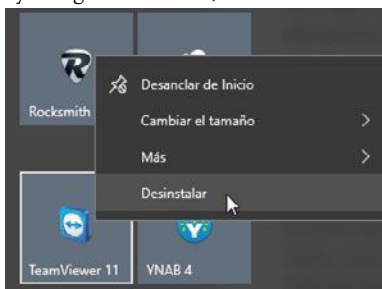 Rocksmith
Desanclar de Inicio
Cambiar el tamaño
Más
Desinstalar
TeamViewer 11
YNAB 4